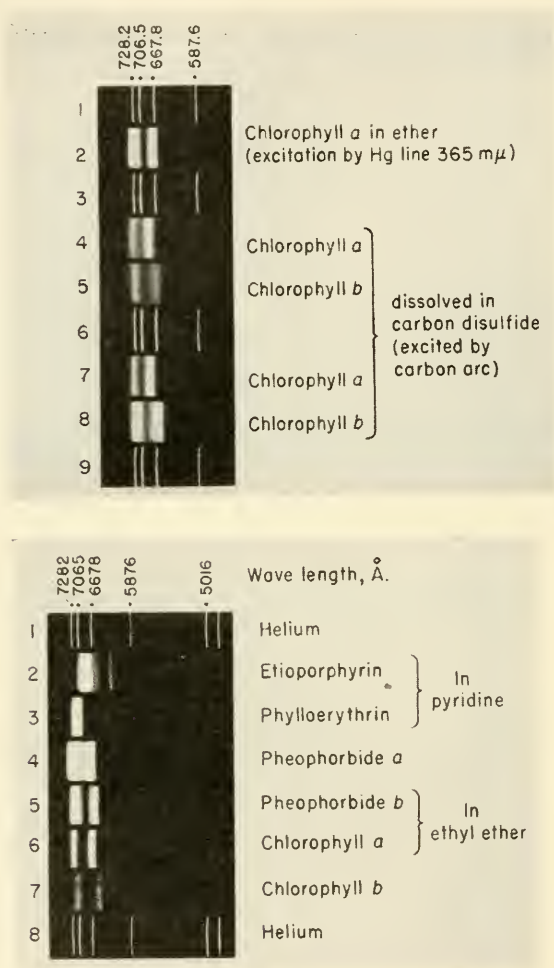 728.2
706.5
667.8
587.6
1
2 Chlorophyll a in ether
(excitation by Hg line 365 mμ)
3
4 Chlorophyll a
5 Chlorophyll b
dissolved in
carbon disulfide
(excited by
carbon arc)
6
7 Chlorophyll a
8 Chlorophyll b
9
7282
7065
6678
5876
5016
Wave length, Å.
1 Helium
2 Etioporphyrin
3 Phylloerythrin
In
pyridine
4 Pheophorbide a
5 Pheophorbide b
6 Chlorophyll a
In
ethyl ether
7 Chlorophyll b
8 Helium